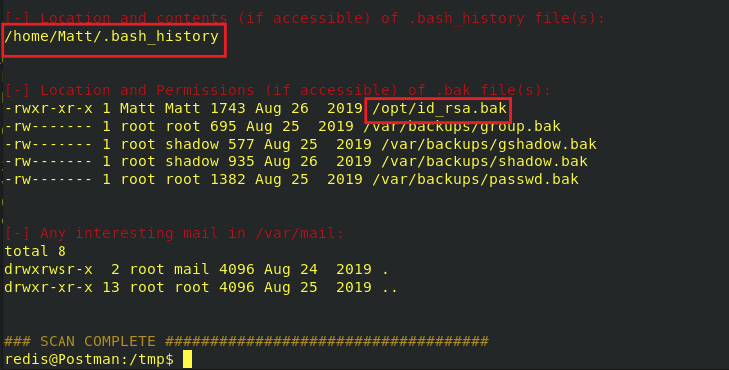 [-] Location and contents (if accessible) of .bash_history file(s):
/home/Matt/.bash_history
[-] Location and Permissions (if accessible) of .bak file(s):
-rwxr-xr-x 1 Matt Matt 1743 Aug 26  2019 /opt/id_rsa.bak
-rw------- 1 root root 695 Aug 25  2019 /var/backups/group.bak
-rw------- 1 root shadow 577 Aug 25  2019 /var/backups/gshadow.bak
-rw------- 1 root shadow 935 Aug 26  2019 /var/backups/shadow.bak
-rw------- 1 root root 1382 Aug 25  2019 /var/backups/passwd.bak
[-] Any interesting mail in /var/mail:
total 8
drwxrwsr-x  2 root mail 4096 Aug 24  2019 .
drwxr-xr-x 13 root root 4096 Aug 25  2019 ..
### SCAN COMPLETE ####################################
redis@Postman:/tmp$